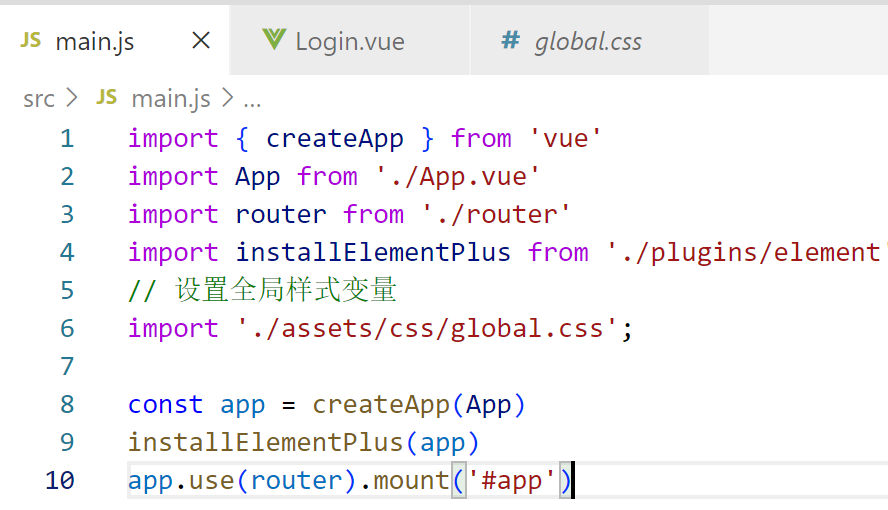 JS main.js × Login.vue # global.css
src > JS main.js > ...
1 import { createApp } from 'vue'
2 import App from './App.vue'
3 import router from './router'
4 import installElementPlus from './plugins/element'
5 // 设置全局样式变量
6 import './assets/css/global.css';
7
8 const app = createApp(App)
9 installElementPlus(app)
10 app.use(router).mount('#app')